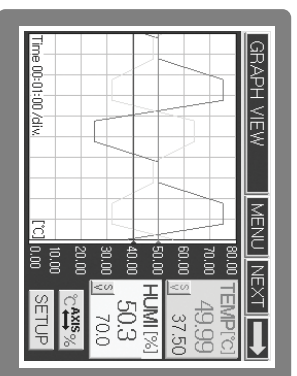 GRAPH VIEW MENU NEXT
TEMP[℃]
49.99
SV 37.50
HUMI[%]
50.3
SV 70.0
AXIS
℃ %
SETUP
80.00
70.00
60.00
50.00
40.00
30.00
20.00
10.00
0.00
[℃]
Time 00:01:00 /div.